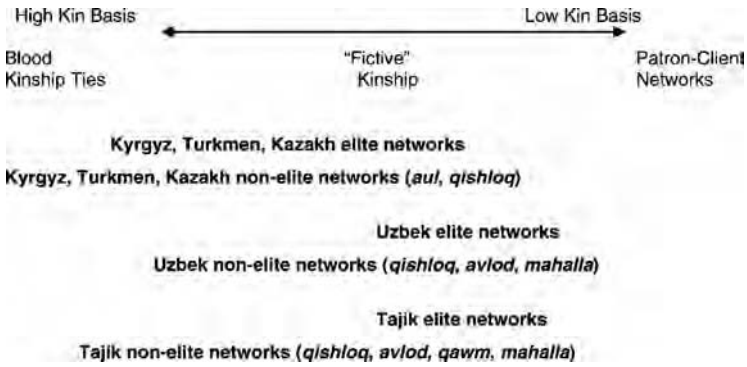 High Kin Basis Low Kin Basis
Blood "Fictive" Patron-Client
Kinship Ties Kinship Networks
Kyrgyz, Turkmen, Kazakh elite networks
Kyrgyz, Turkmen, Kazakh non-elite networks (aul, qishloq)
Uzbek elite networks
Uzbek non-elite networks (qishloq, avlod, mahalla)
Tajik elite networks
Tajik non-elite networks (qishloq, avlod, qawm, mahalla)